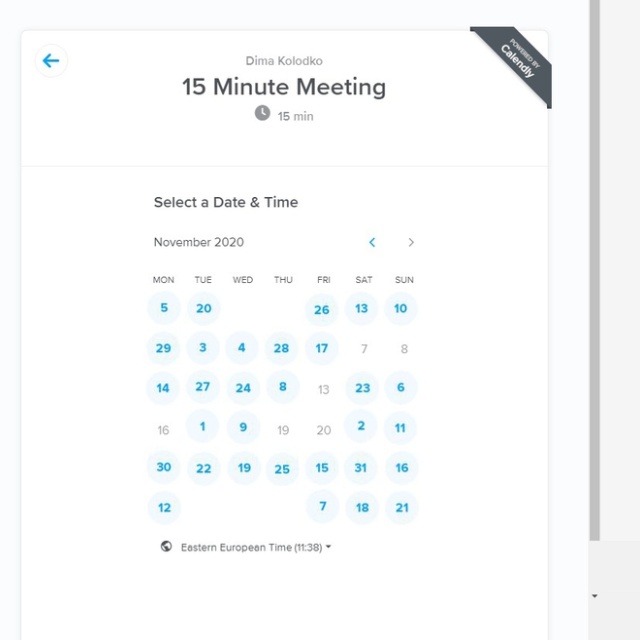 POWERED BY
Calendly
Dima Kolodko
15 Minute Meeting
15 min
Select a Date & Time
November 2020
MON TUE WED THU FRI SAT SUN
5 20 26 13 10
29 3 4 28 17 7 8
14 27 24 8 13 23 6
16 1 9 19 20 2 11
30 22 19 25 15 31 16
12 7 18 21
Eastern European Time (11:38)